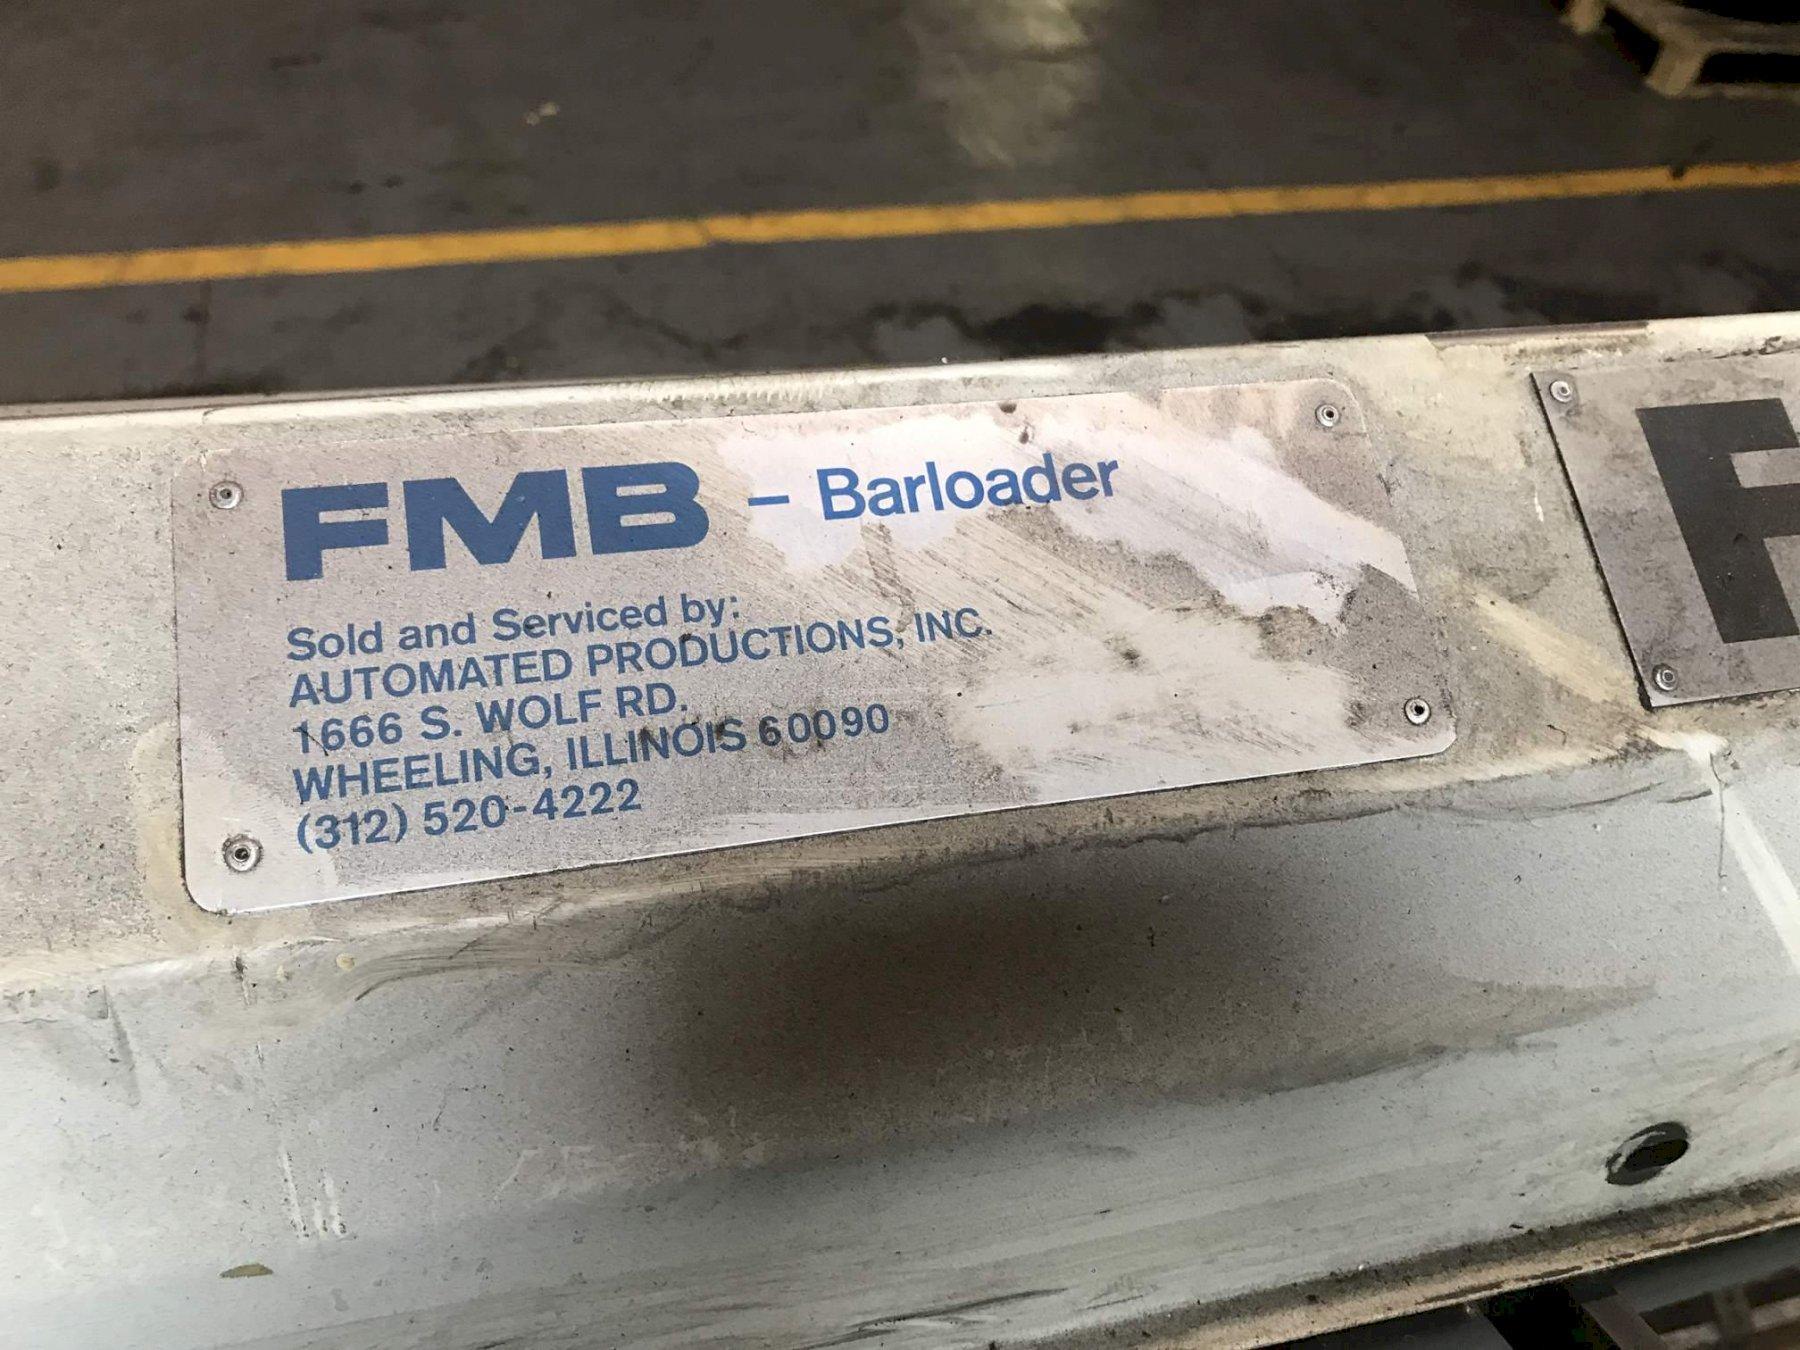 FMB – Barloader
Sold and Serviced by:
AUTOMATED PRODUCTIONS, INC.
1666 S. WOLF RD.
WHEELING, ILLINOIS 60090
(312) 520-4222
F